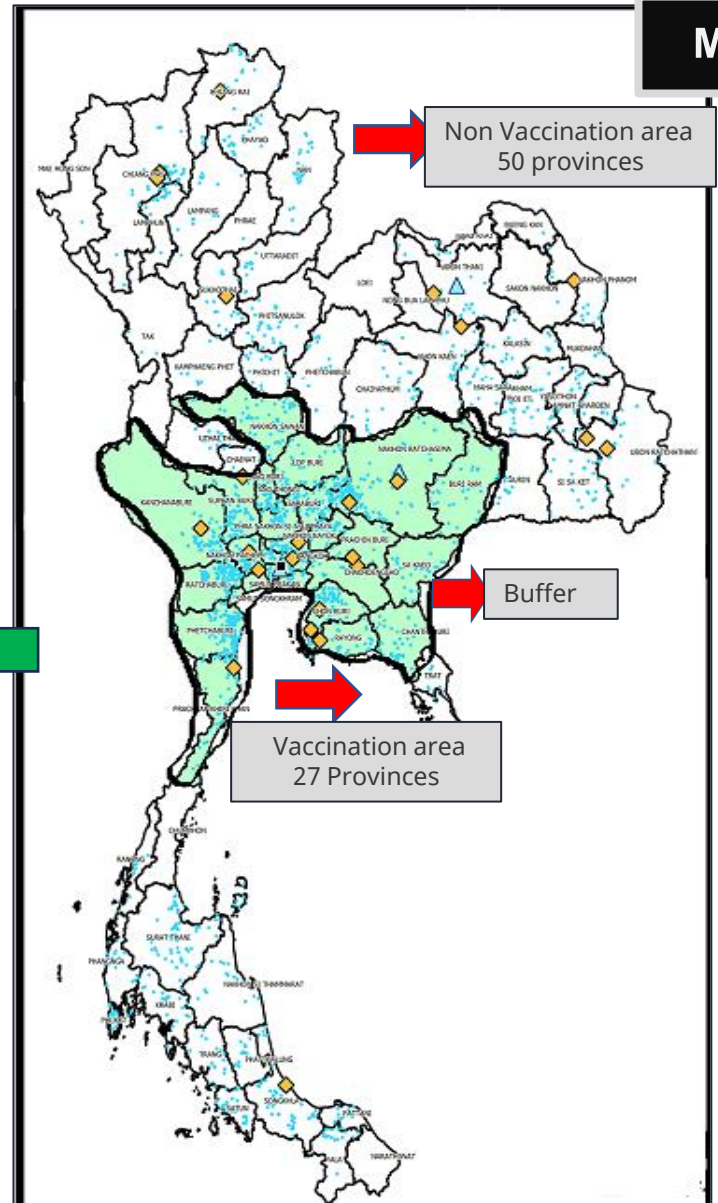 M
Non Vaccination area
50 provinces
CHIANG RAI
PHAYAO
MAE HONG SON
NAN
LAMPANG
LAMPHUN
PHRAE
UTTARADIT
LOEI
UDON THANI
SAKON NAKHON
NAKHON PHANOM
NONG BUA LAMPHU
SUKHOTHAI
PHITSANULOK
TAK
KAMPHAENG PHET
PHICHIT
PHETCHABUN
KHON KAEN
KALASIN
MUKDAHAN
CHAIYAPHUM
MAHA SARAKHAM
ROI ET
YASOTHON
UBON RATCHATHANI
NAKHON SAWAN
UTHAI THANI
CHAINAT
LOP BURI
NAKHON RATCHASIMA
BURI RAM
SURIN
SI SA KET
KANCHANABURI
SUPHAN BURI
SARABURI
PRACHIN BURI
NAKHON PATHOM
CHACHOENGSAO
SA KAEO
RATCHABURI
SAMUT SONGKHRAM
Buffer
CHON BURI
PHETCHABURI
RAYONG
CHANTHABURI
TRAT
PRACHUAP KHIRI KHAN
Vaccination area
27 Provinces
CHUMPHON
RANONG
SURAT THANI
PHANGNGA
NAKHON SI THAMMARAT
KRABI
PHUKET
TRANG
PHATTHALUNG
SATUN
SONGKHLA
PATTANI
YALA
NARATHIWAT